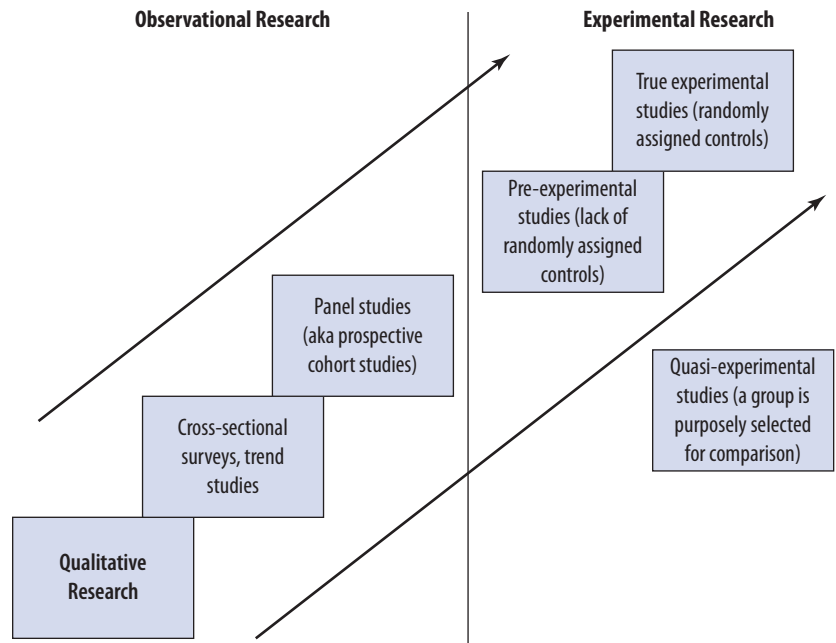 Observational Research
Experimental Research
True experimental
studies (randomly
assigned controls)
Pre-experimental
studies (lack of
randomly assigned
controls)
Panel studies
(aka prospective
cohort studies)
Quasi-experimental
studies (a group is
purposely selected
for comparison)
Cross-sectional
surveys, trend
studies
Qualitative
Research